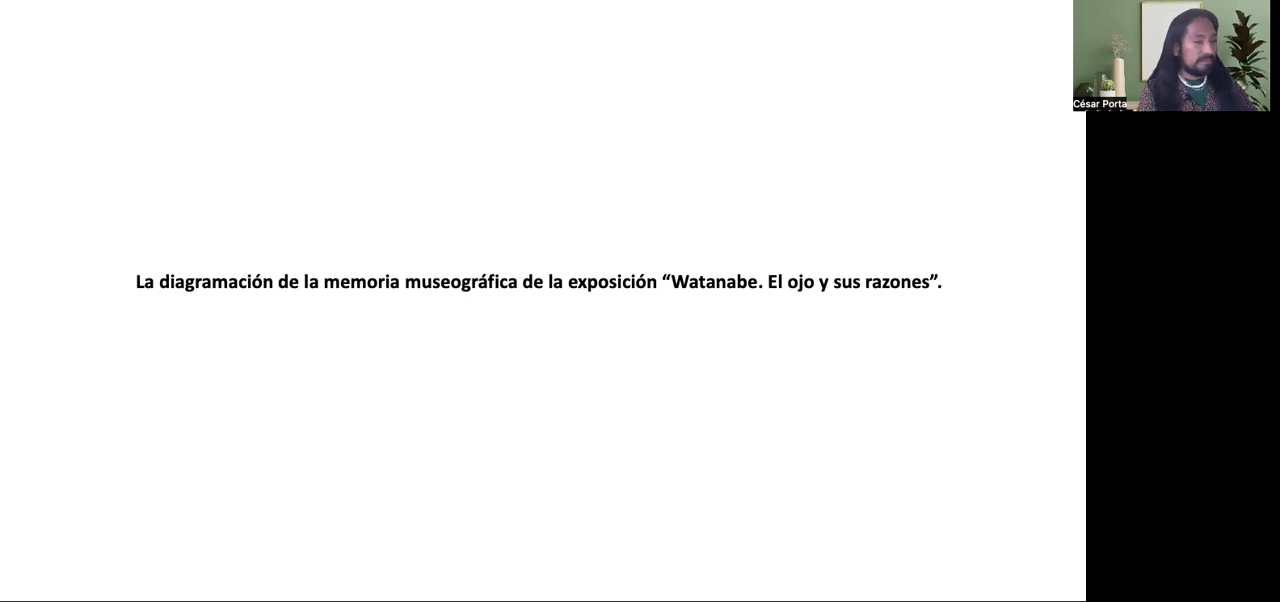 César Porta
La diagramación de la memoria museográfica de la exposición “Watanabe. El ojo y sus razones”.